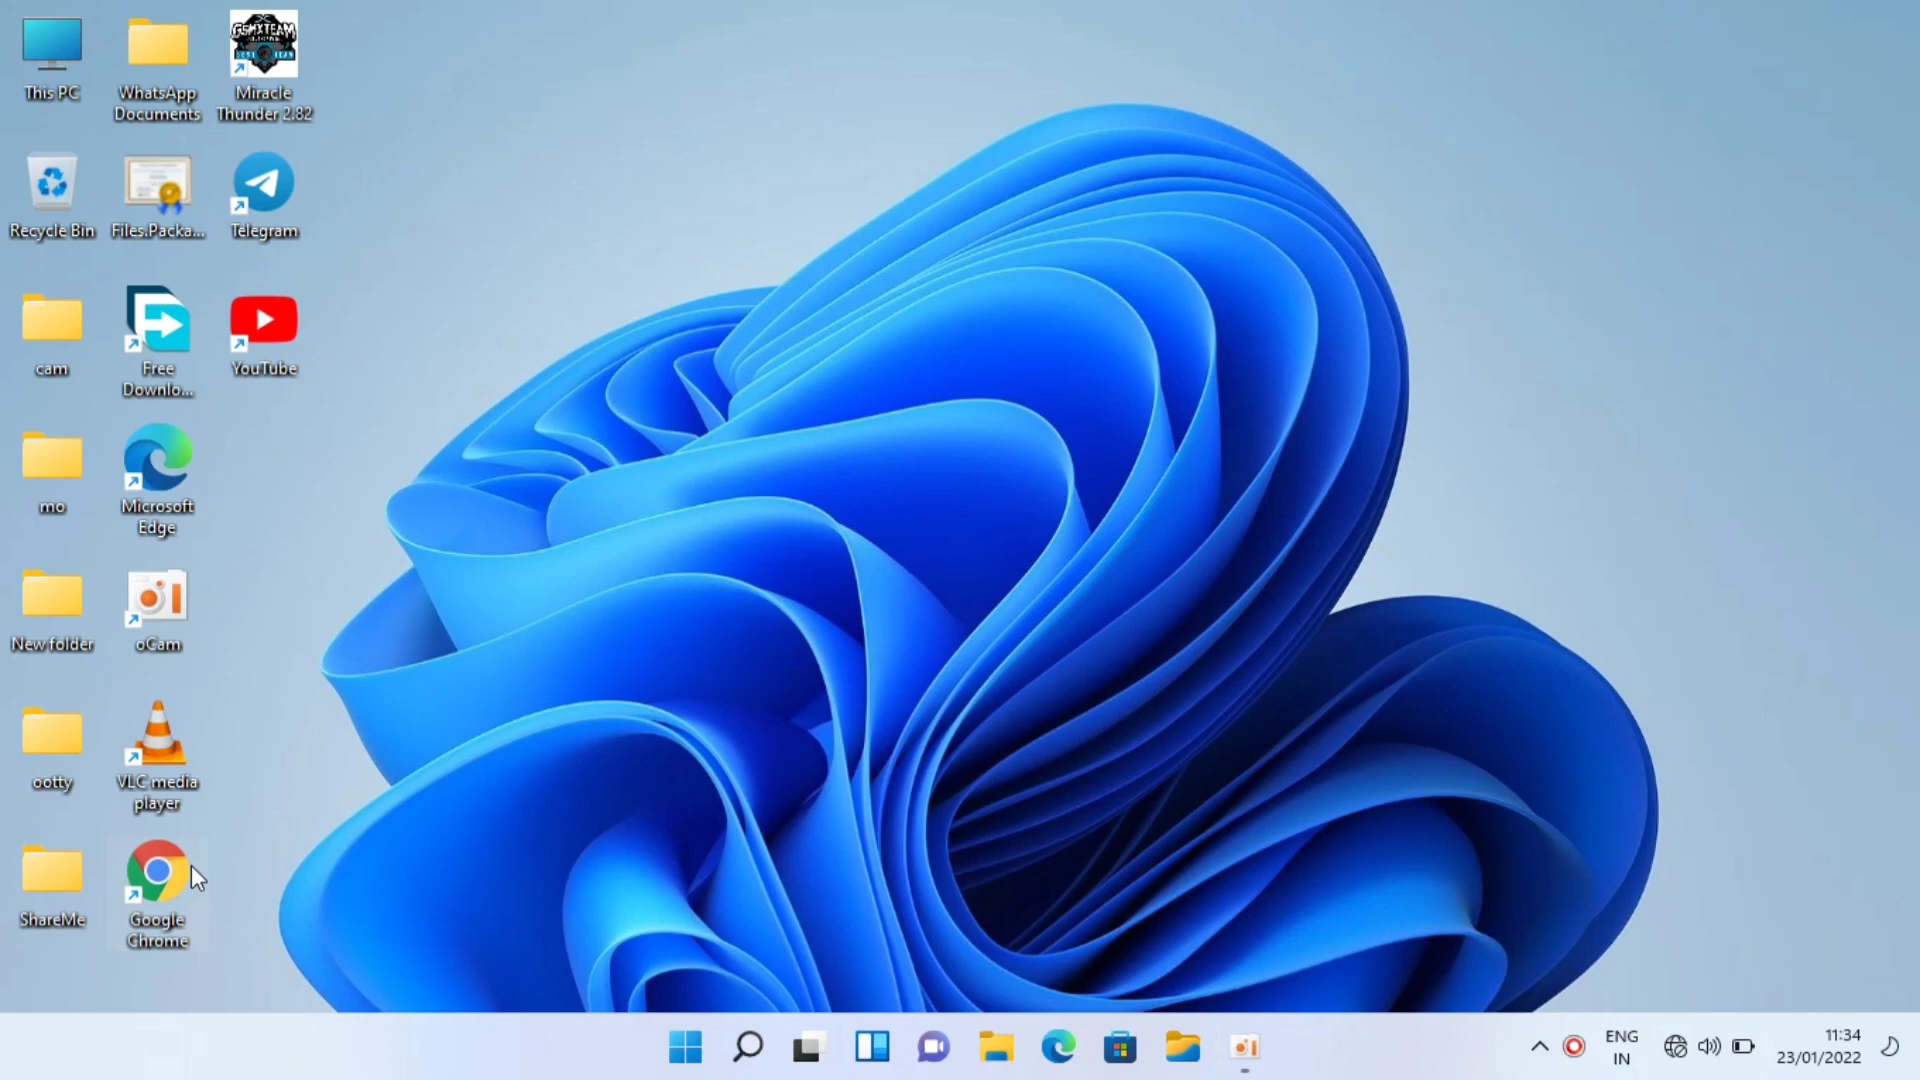 This PC
WhatsApp
Documents
GSMXTEAM
Miracle
Thunder 2.82
Recycle Bin
Files.Packa...
Telegram
cam
Free
Downlo...
YouTube
mo
Microsoft
Edge
New folder
oCam
ootty
VLC media
player
ShareMe
Google
Chrome
ENG
IN
11:34
23/01/2022